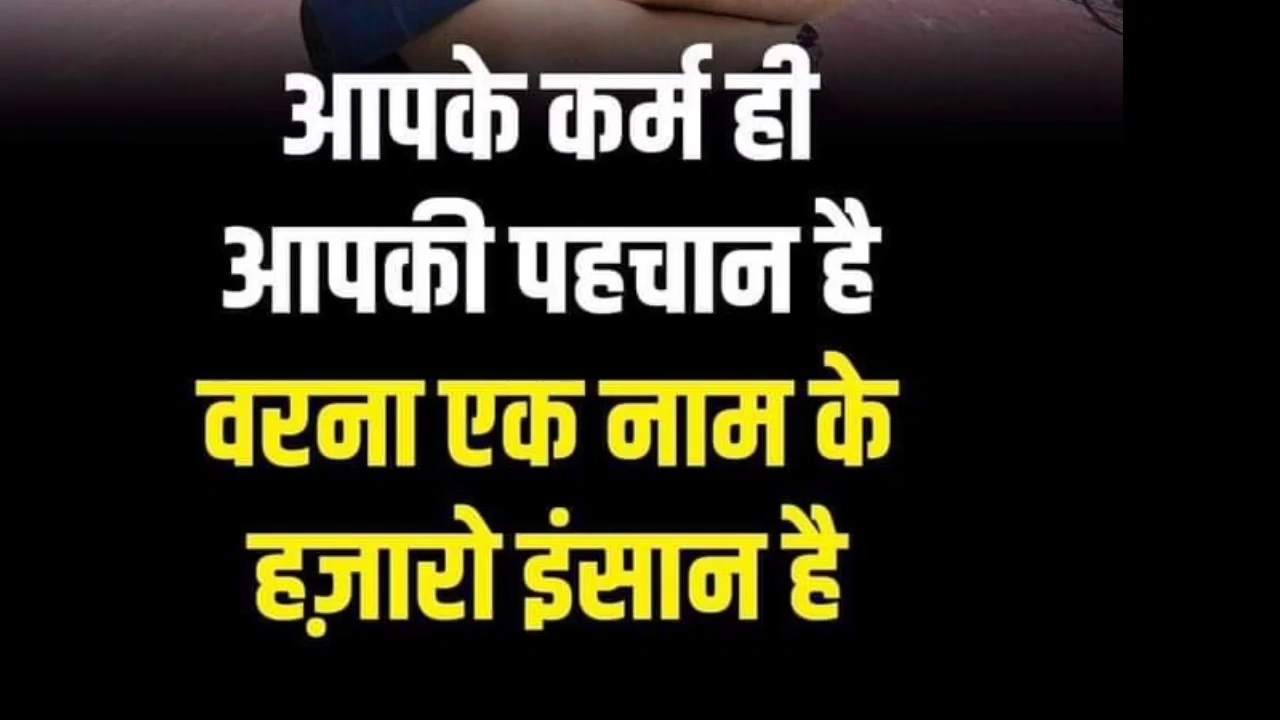 आपके कर्म ही
आपकी पहचान है
वरना एक नाम के
हज़ारो इंसान है